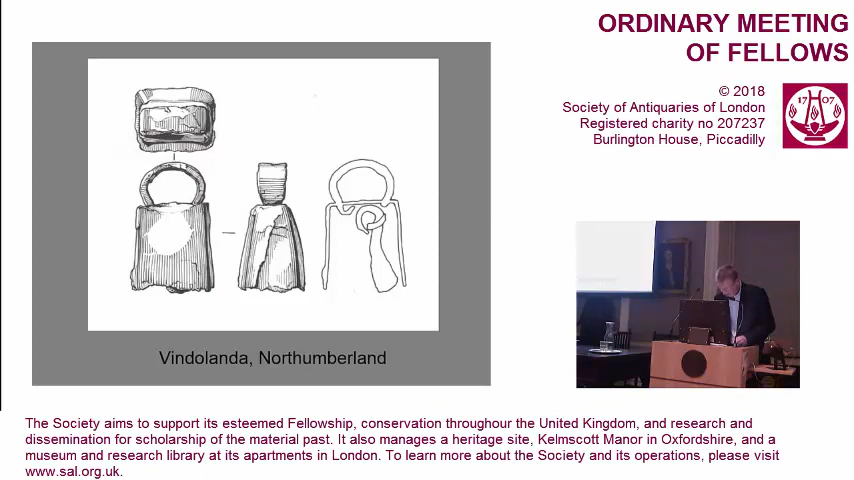 ORDINARY MEETING
OF FELLOWS
© 2018
Society of Antiquaries of London
Registered charity no 207237
Burlington House, Piccadilly
17 07
Vindolanda, Northumberland
The Society aims to support its esteemed Fellowship, conservation throughour the United Kingdom, and research and
dissemination for scholarship of the material past. It also manages a heritage site, Kelmscott Manor in Oxfordshire, and a
museum and research library at its apartments in London. To learn more about the Society and its operations, please visit
www.sal.org.uk.